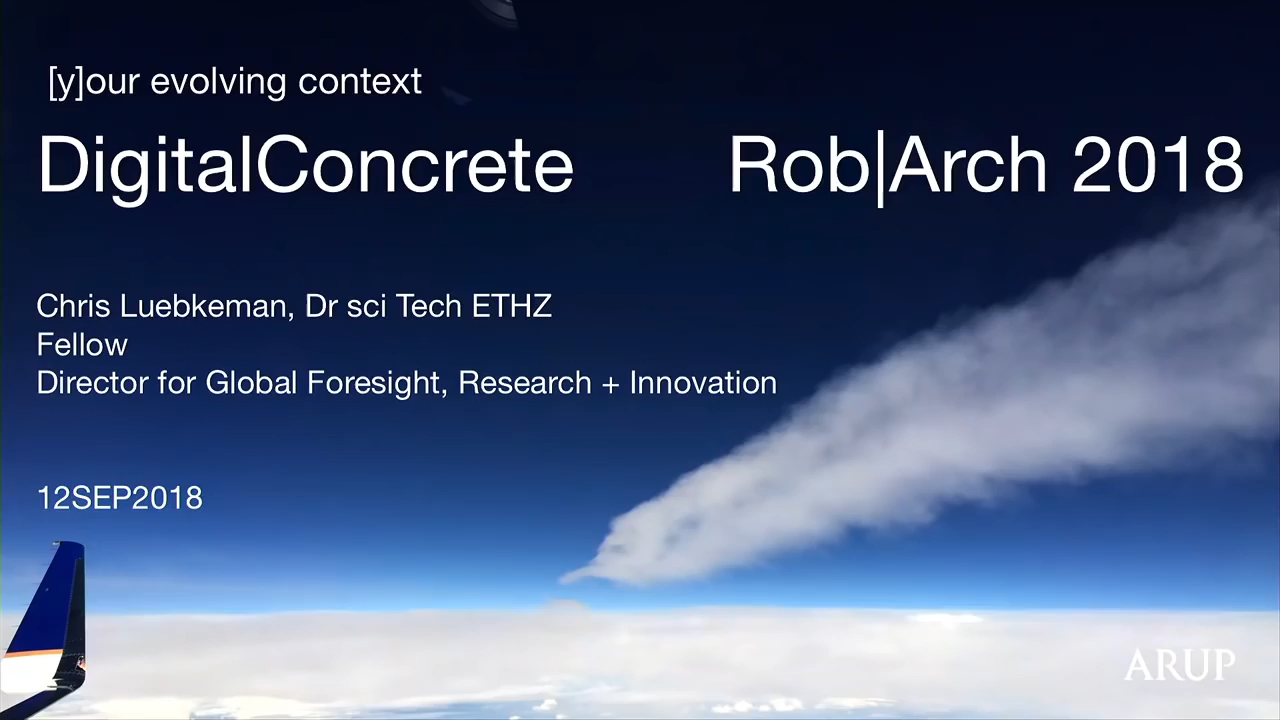 [y]our evolving context
DigitalConcrete Rob|Arch 2018
Chris Luebkeman, Dr sci Tech ETHZ
Fellow
Director for Global Foresight, Research + Innovation
12SEP2018
ARUP